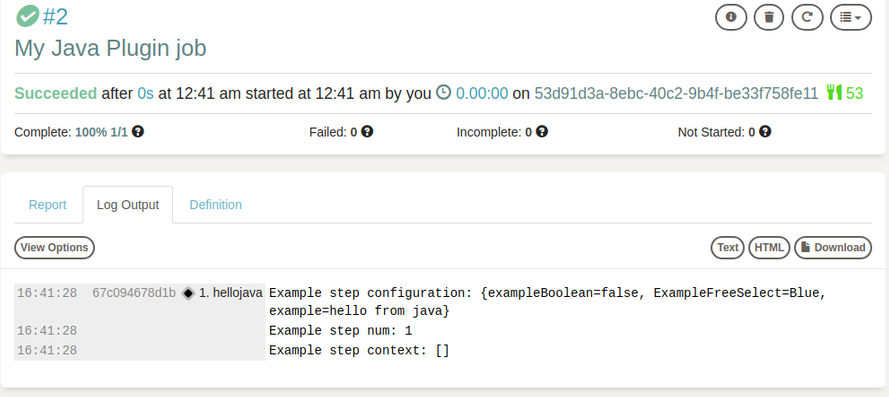 #2
My Java Plugin job
Succeeded after 0s at 12:41 am started at 12:41 am by you 0.00:00 on 53d91d3a-8ebc-40c2-9b4f-be33f758fe11 53
Complete: 100% 1/1 Failed: 0 Incomplete: 0 Not Started: 0
Report Log Output Definition
View Options Text HTML Download
16:41:28 67c094678d1b 1. hellojava Example step configuration: {exampleBoolean=false, ExampleFreeSelect=Blue,
example=hello from java}
16:41:28 Example step num: 1
16:41:28 Example step context: []